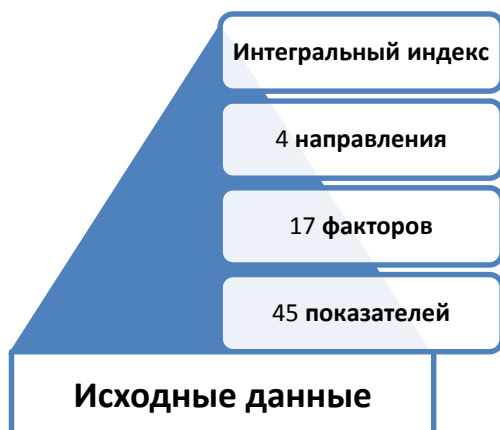 Интегральный индекс
4 направления
17 факторов
45 показателей
Исходные данные